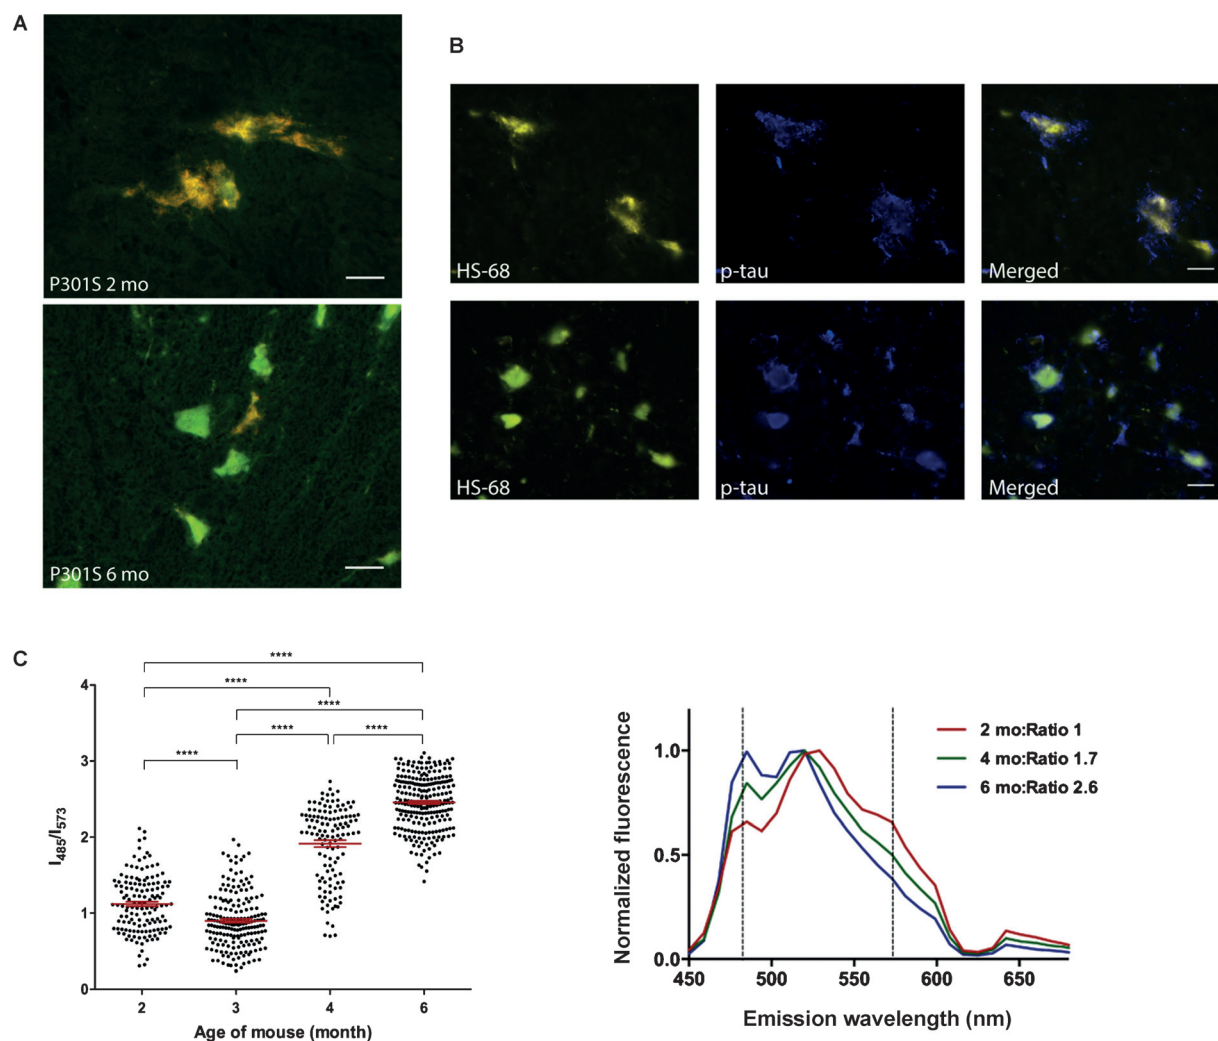 A
B
P301S 2 mo
P301S 6 mo
HS-68
p-tau
Merged
HS-68
p-tau
Merged
C
****
****
****
**** ****
****
4
3
2
1
0
I485/I573
2 3 4 6
Age of mouse (month)
Normalized fluorescence
1.0
0.5
0.0
450 500 550 600 650
Emission wavelength (nm)
2 mo:Ratio 1
4 mo:Ratio 1.7
6 mo:Ratio 2.6